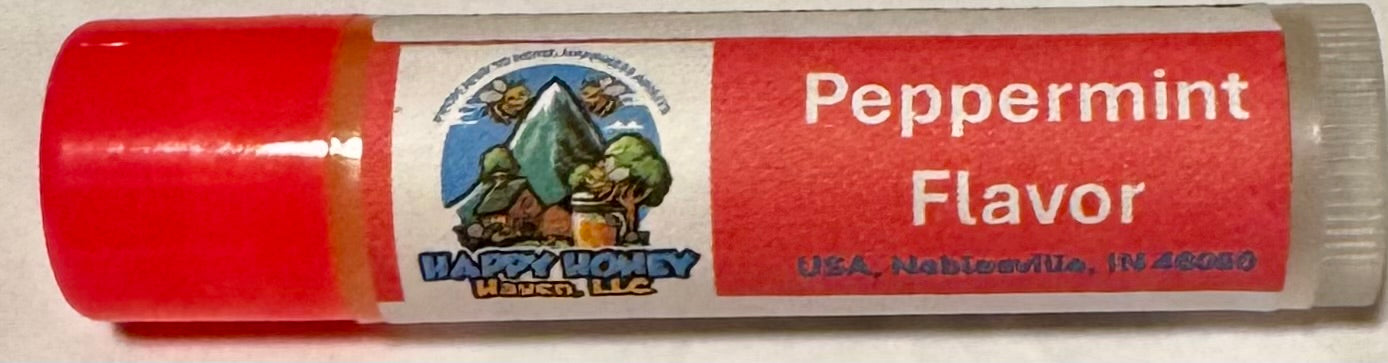 HAPPY HONEY
Haven, LLC
Peppermint
Flavor
USA, Noblesville, IN 46060